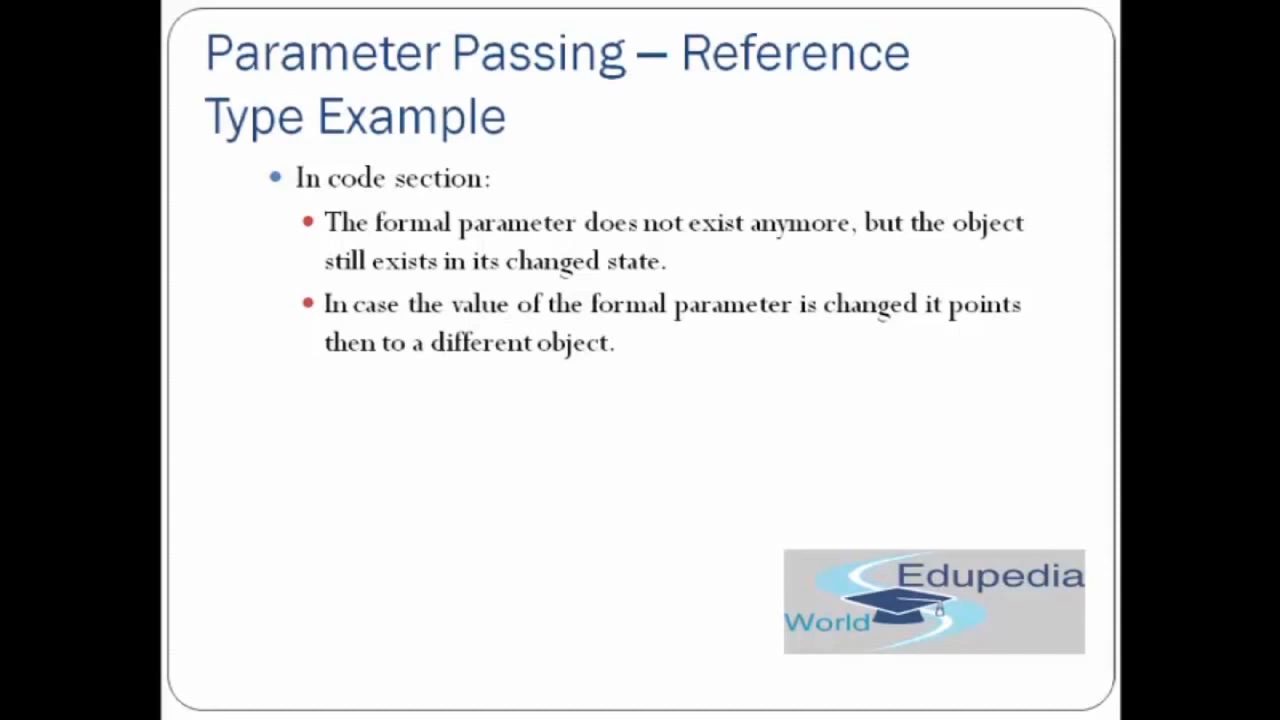 Parameter Passing – Reference
Type Example
In code section:
The formal parameter does not exist anymore, but the object
still exists in its changed state.
In case the value of the formal parameter is changed it points
then to a different object.
Edupedia
World